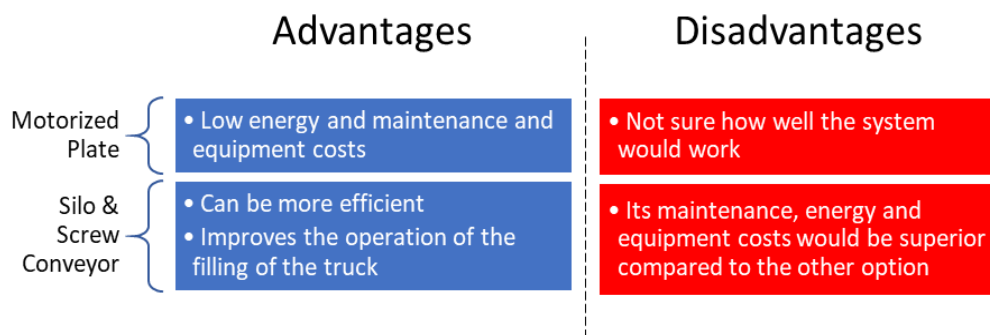 Advantages
Disadvantages
Motorized
Plate
• Low energy and maintenance and
equipment costs
• Not sure how well the system
would work
Silo &
Screw
Conveyor
• Can be more efficient
• Improves the operation of the
filling of the truck
• Its maintenance, energy and
equipment costs would be superior
compared to the other option